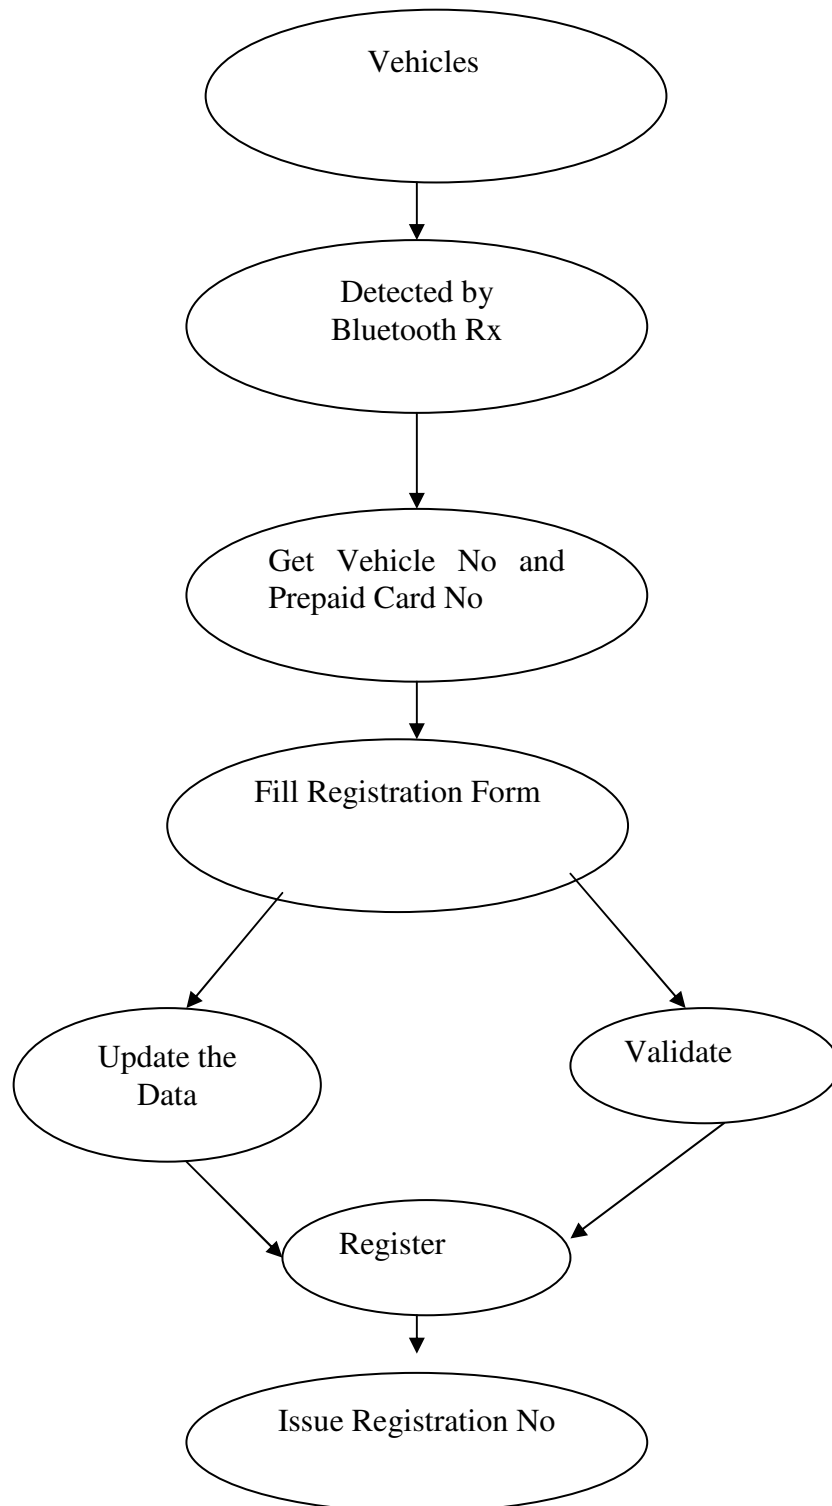 Vehicles
Detected by
Bluetooth Rx
Get Vehicle No and
Prepaid Card No
Fill Registration Form
Update the
Data
Validate
Register
Issue Registration No